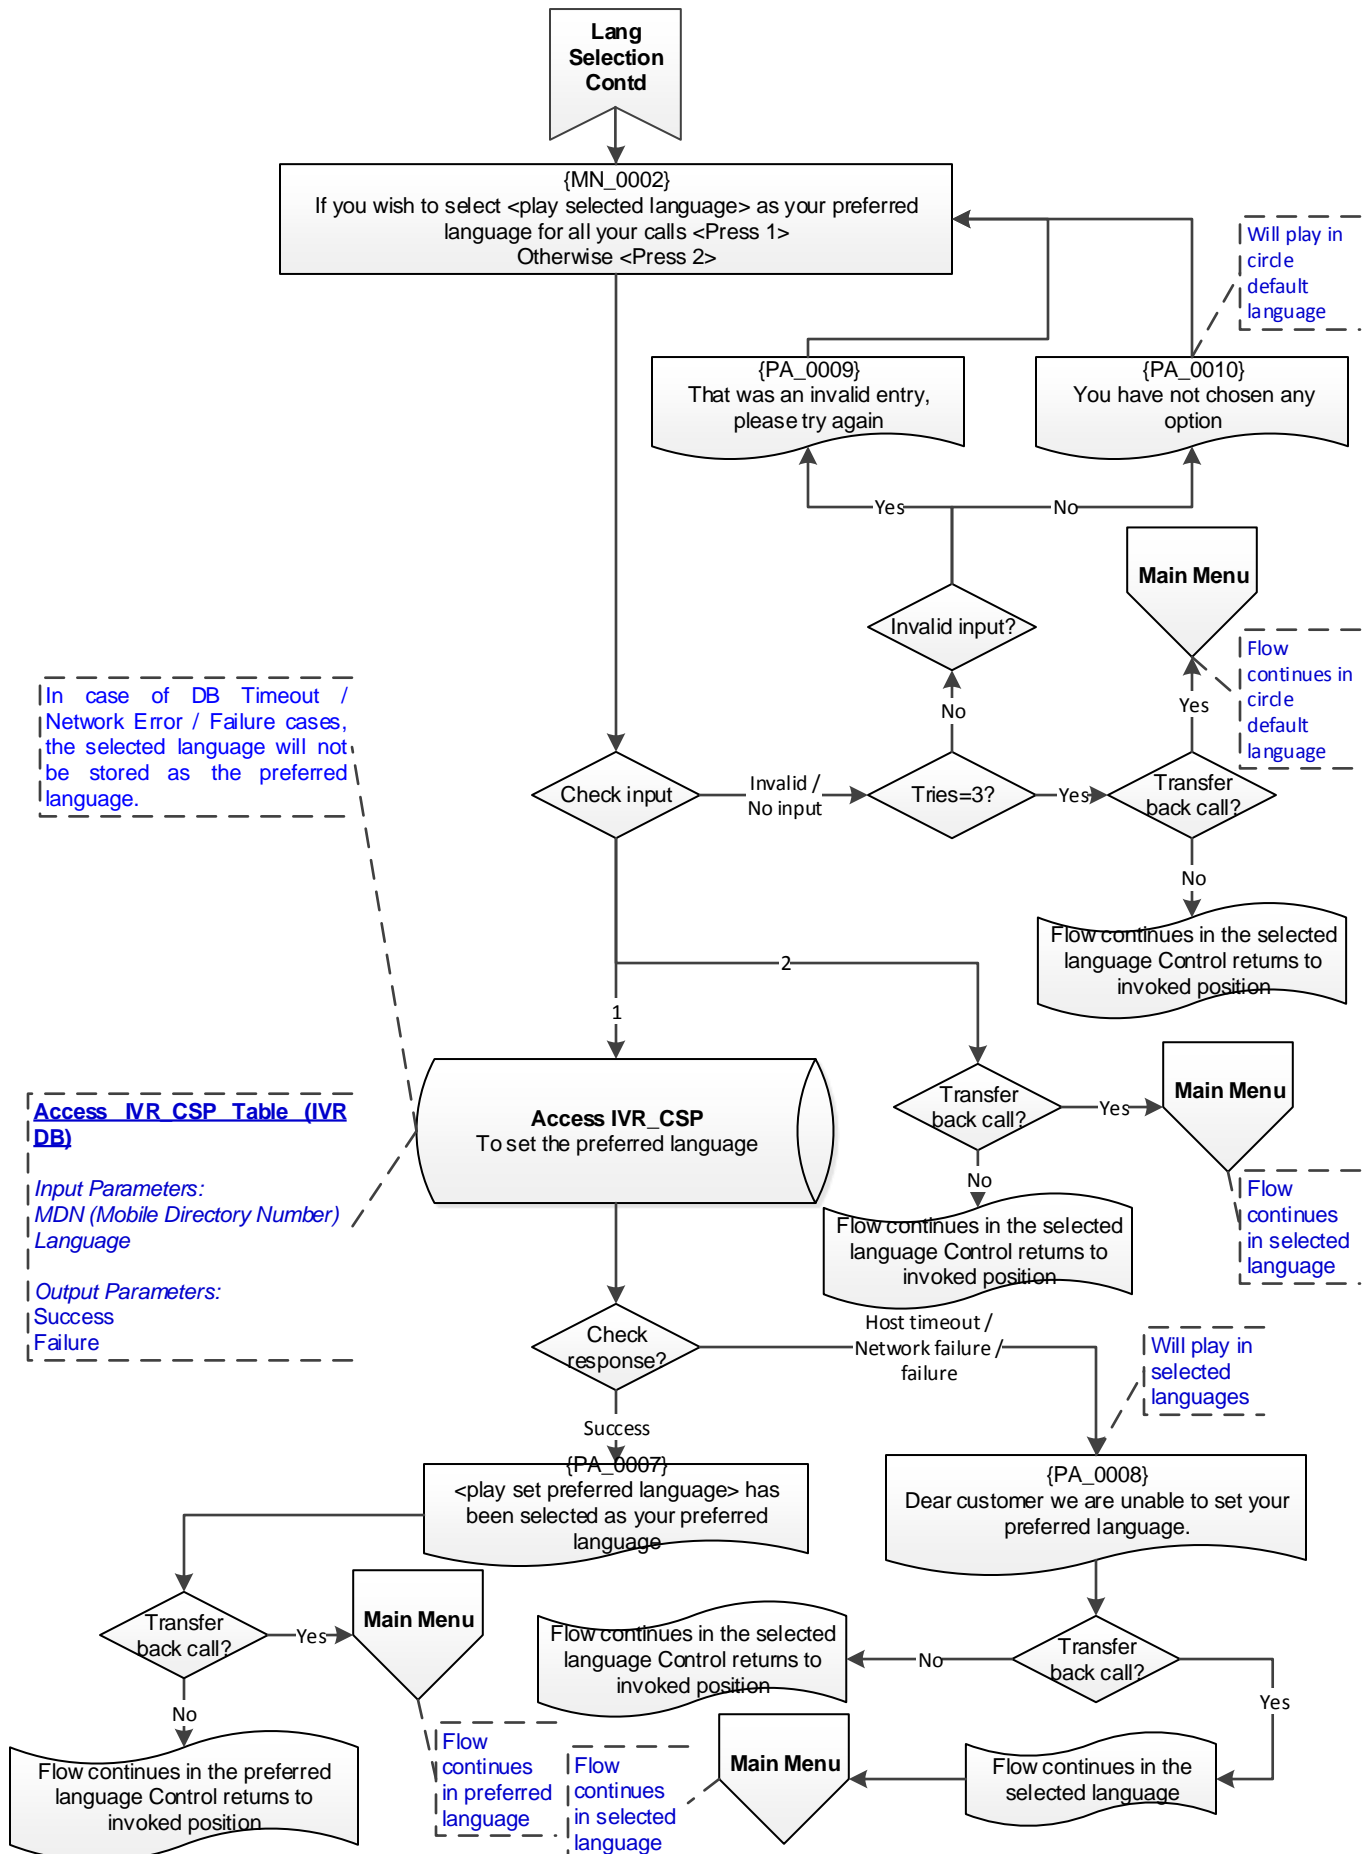 Lang
Selection
Contd
{MN_0002}
If you wish to select <play selected language> as your preferred
language for all your calls <Press 1>
Otherwise <Press 2>
Will play in
circle
default
language
{PA_0009}
That was an invalid entry,
please try again
{PA_0010}
You have not chosen any
option
Yes
No
Main Menu
Invalid input?
Flow
continues in
circle
default
language
Yes
No
In case of DB Timeout /
Network Error / Failure cases,
the selected language will not
be stored as the preferred
language.
Check input
Invalid /
No input
Tries=3?
Yes
Transfer
back call?
No
Flow continues in the selected
language Control returns to
invoked position
2
1
Access IVR_CSP
To set the preferred language
Transfer
back call?
Yes
Main Menu
No
Flow continues in the selected
language Control returns to
invoked position
Flow
continues
in selected
language
Access IVR_CSP Table (IVR
DB)
Input Parameters:
MDN (Mobile Directory Number)
Language
Output Parameters:
Success
Failure
Check
response?
Host timeout /
Network failure /
failure
Will play in
selected
languages
Success
{PA_0007}
<play set preferred language> has
been selected as your preferred
language
{PA_0008}
Dear customer we are unable to set your
preferred language.
Transfer
back call?
Yes
Main Menu
No
Flow continues in the preferred
language Control returns to
invoked position
Flow
continues
in preferred
language
Flow continues in the selected
language Control returns to
invoked position
No
Transfer
back call?
Yes
Flow
continues
in selected
language
Main Menu
Flow continues in the
selected language